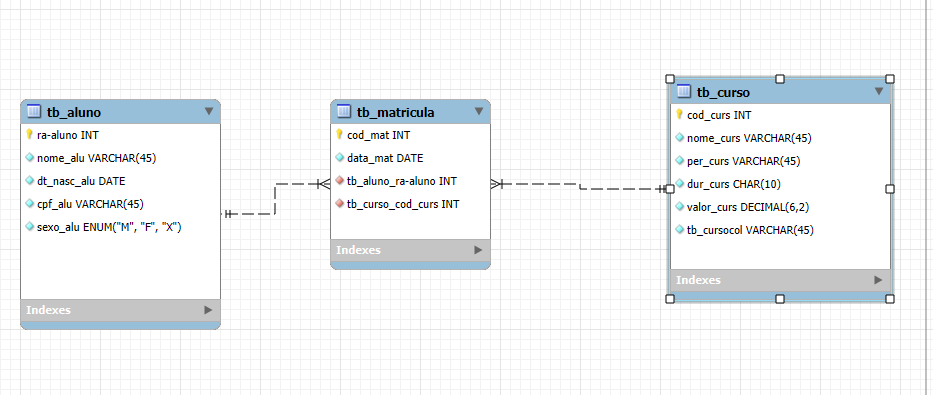 tb_aluno
ra-aluno INT
nome_alu VARCHAR(45)
dt_nasc_alu DATE
cpf_alu VARCHAR(45)
sexo_alu ENUM("M", "F", "X")
Indexes
tb_matricula
cod_mat INT
data_mat DATE
tb_aluno_ra-aluno INT
tb_curso_cod_curs INT
Indexes
tb_curso
cod_curs INT
nome_curs VARCHAR(45)
per_curs VARCHAR(45)
dur_curs CHAR(10)
valor_curs DECIMAL(6,2)
tb_cursocol VARCHAR(45)
Indexes